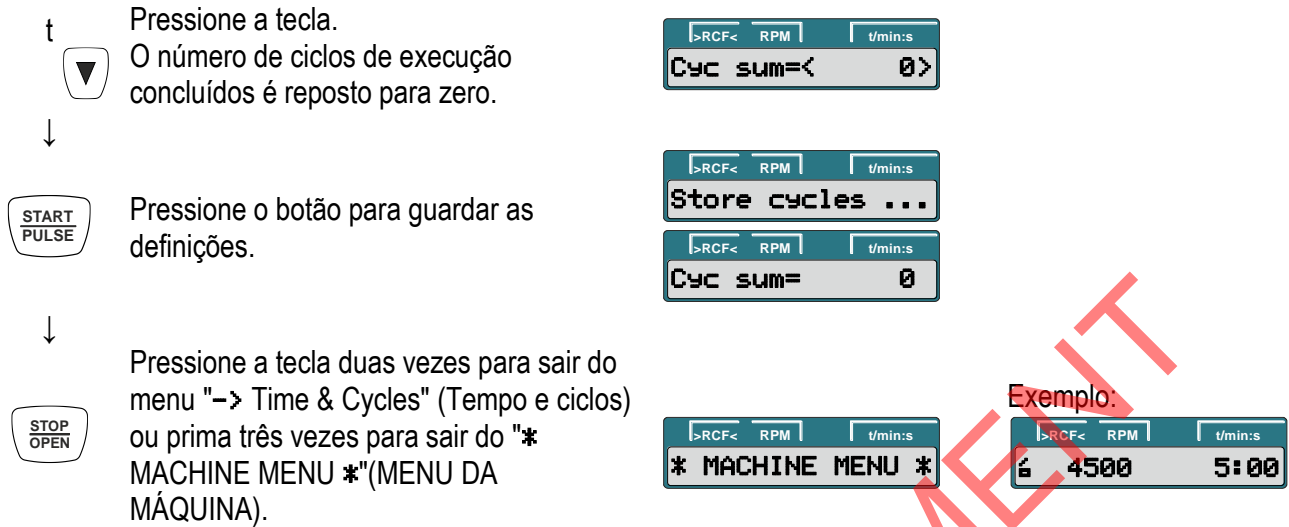 t
▼
Pressione a tecla.
O número de ciclos de execução
concluídos é reposto para zero.
>RCF< RPM t/min:s
Cyc sum=< 0>
↓
START
PULSE
Pressione o botão para guardar as
definições.
>RCF< RPM t/min:s
Store cycles ...
>RCF< RPM t/min:s
Cyc sum= 0
↓
STOP
OPEN
Pressione a tecla duas vezes para sair do
menu "–> Time & Cycles" (Tempo e ciclos)
ou prima três vezes para sair do "*
MACHINE MENU *"(MENU DA
MÁQUINA).
>RCF< RPM t/min:s
* MACHINE MENU *
Exemplo:
>RCF< RPM t/min:s
4500 5:00
MENT